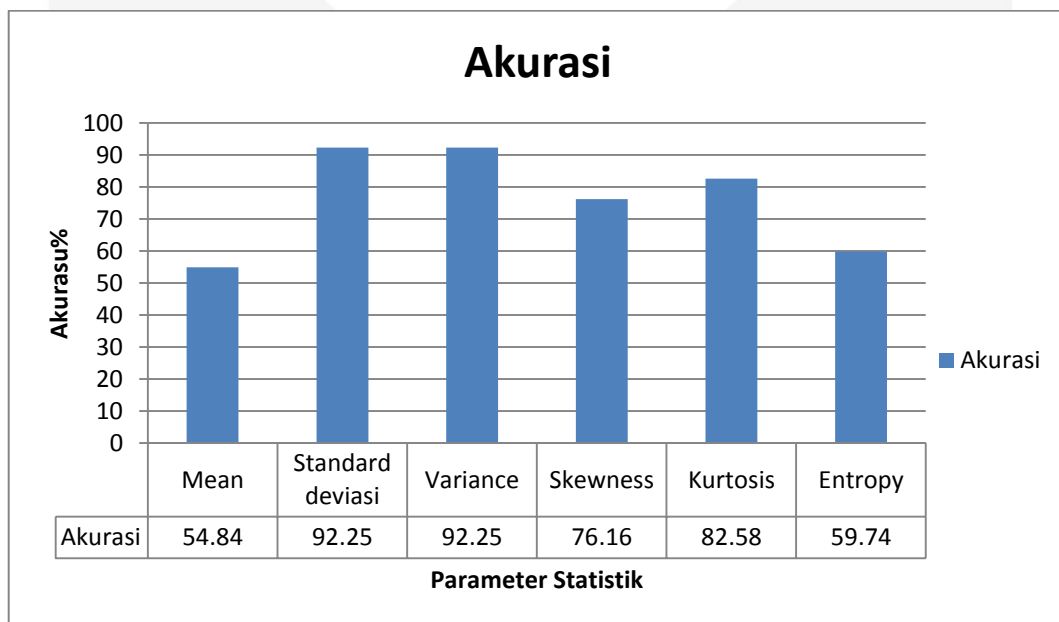 Akurasi
100
90
80
70
60
50
40
30
20
10
0
Akurasu%
Akurasi
Mean Standard deviasi Variance Skewness Kurtosis Entropy
Akurasi 54.84 92.25 92.25 76.16 82.58 59.74
Parameter Statistik